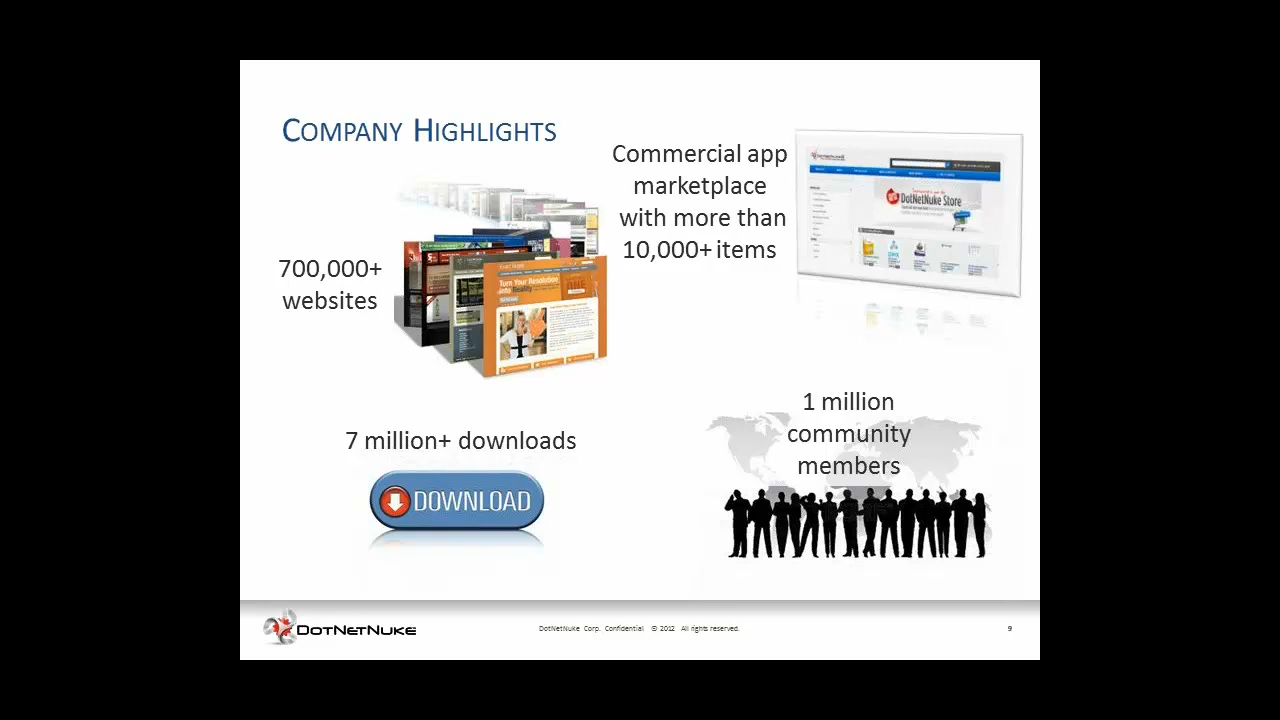 COMPANY HIGHLIGHTS
Commercial app
marketplace
with more than
10,000+ items
DotNetNuke Store
700,000+
websites
Turn Your Resolution
into Reality
7 million+ downloads
DOWNLOAD
1 million
community
members
DOTNETNUKE
DotNetNuke Corp. Confidential © 2012 All rights reserved.
9